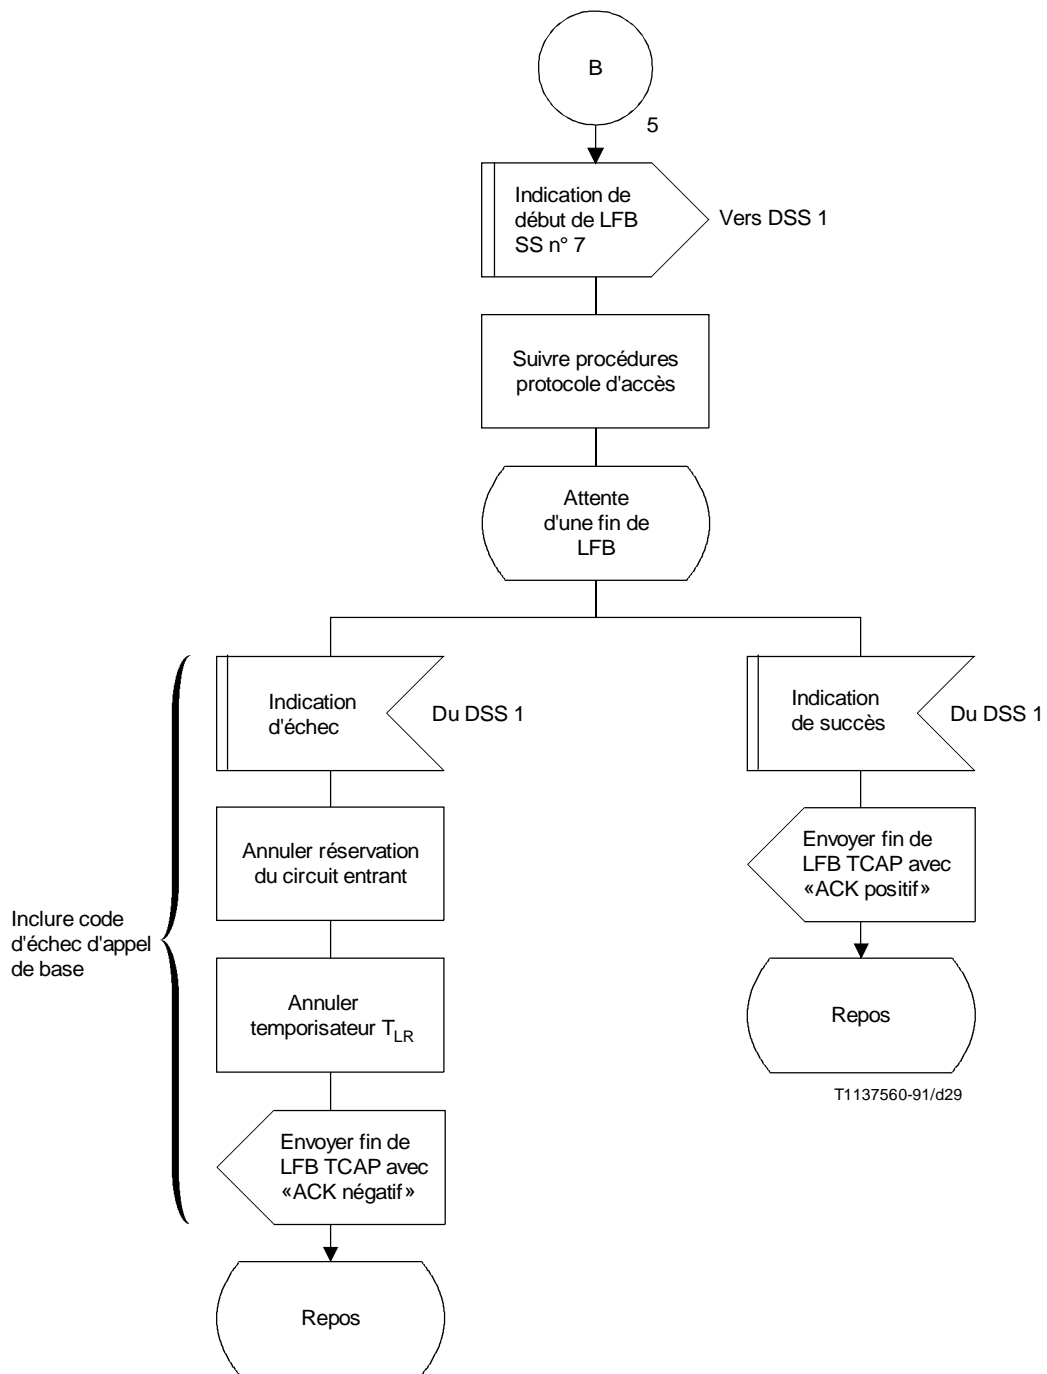 B
5
Indication de
début de LFB
SS n° 7
Vers DSS 1
Suivre procédures
protocole d'accès
Attente
d'une fin de
LFB
Indication
d'échec
Du DSS 1
Indication
de succès
Du DSS 1
Annuler réservation
du circuit entrant
Envoyer fin de
LFB TCAP avec
«ACK positif»
Inclure code
d'échec d'appel
de base
Annuler
temporisateur T_LR
Repos
T1137560-91/d29
Envoyer fin de
LFB TCAP avec
«ACK négatif»
Repos